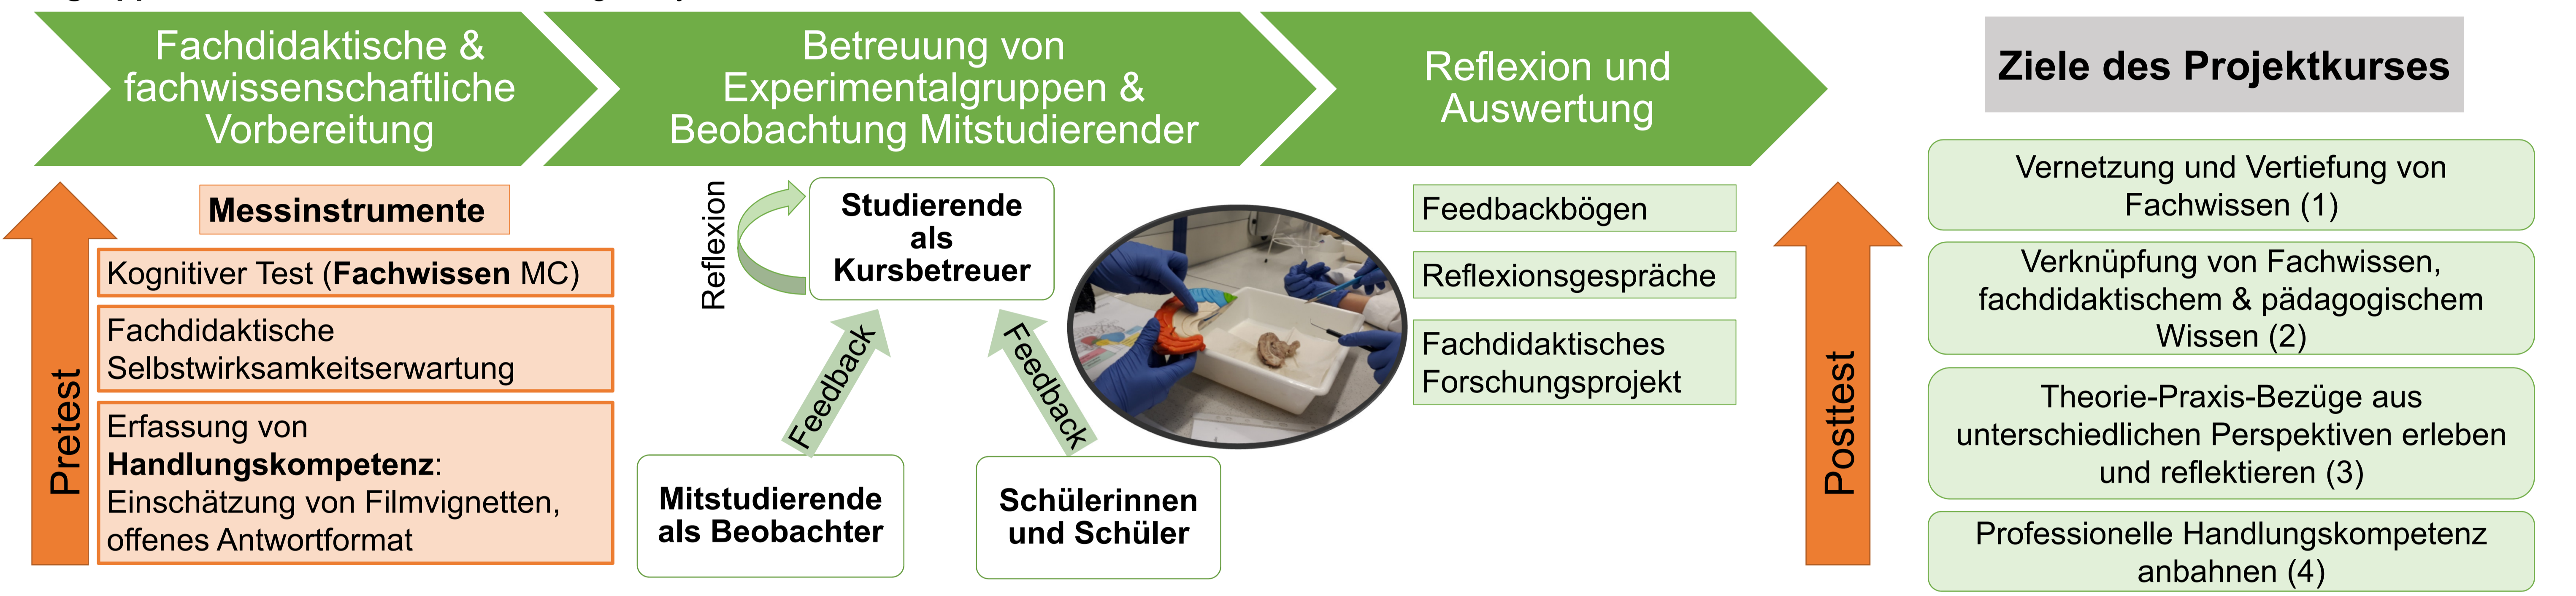 Fachdidaktische &
fachwissenschaftliche
Vorbereitung
Betreuung von
Experimentalgruppen &
Beobachtung Mitstudierender
Reflexion und
Auswertung
Ziele des Projektkurses
Pretest
Messinstrumente
Kognitiver Test (Fachwissen MC)
Fachdidaktische
Selbstwirksamkeitserwartung
Erfassung von
Handlungskompetenz:
Einschätzung von Filmvignetten,
offenes Antwortformat
Reflexion
Studierende
als
Kursbetreuer
Feedback
Feedback
Mitstudierende
als Beobachter
Schülerinnen
und Schüler
Feedbackbögen
Reflexionsgespräche
Fachdidaktisches
Forschungsprojekt
Posttest
Vernetzung und Vertiefung von
Fachwissen (1)
Verknüpfung von Fachwissen,
fachdidaktischem & pädagogischem
Wissen (2)
Theorie-Praxis-Bezüge aus
unterschiedlichen Perspektiven erleben
und reflektieren (3)
Professionelle Handlungskompetenz
anbahnen (4)